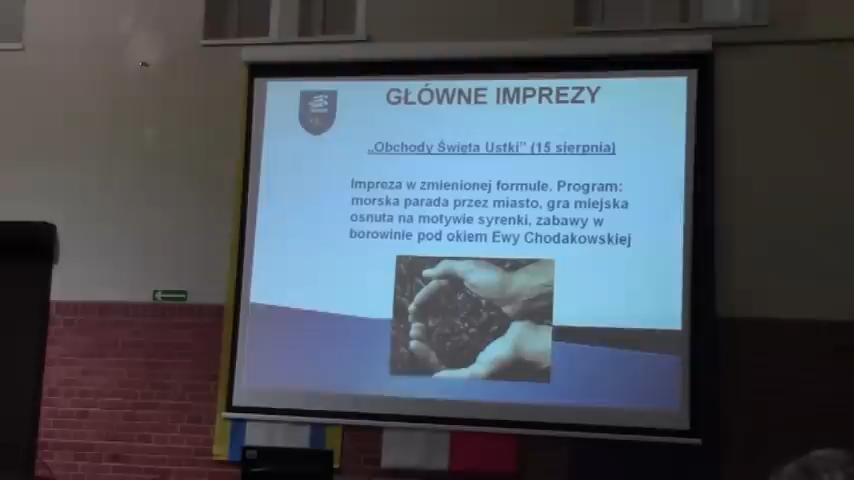 GŁÓWNE IMPREZY
„Obchody Święta Ustki” (15 sierpnia)
Impreza w zmienionej formule. Program:
morska parada przez miasto, gra miejska
osnuta na motywie syrenki, zabawy w
borowinie pod okiem Ewy Chodakowskiej